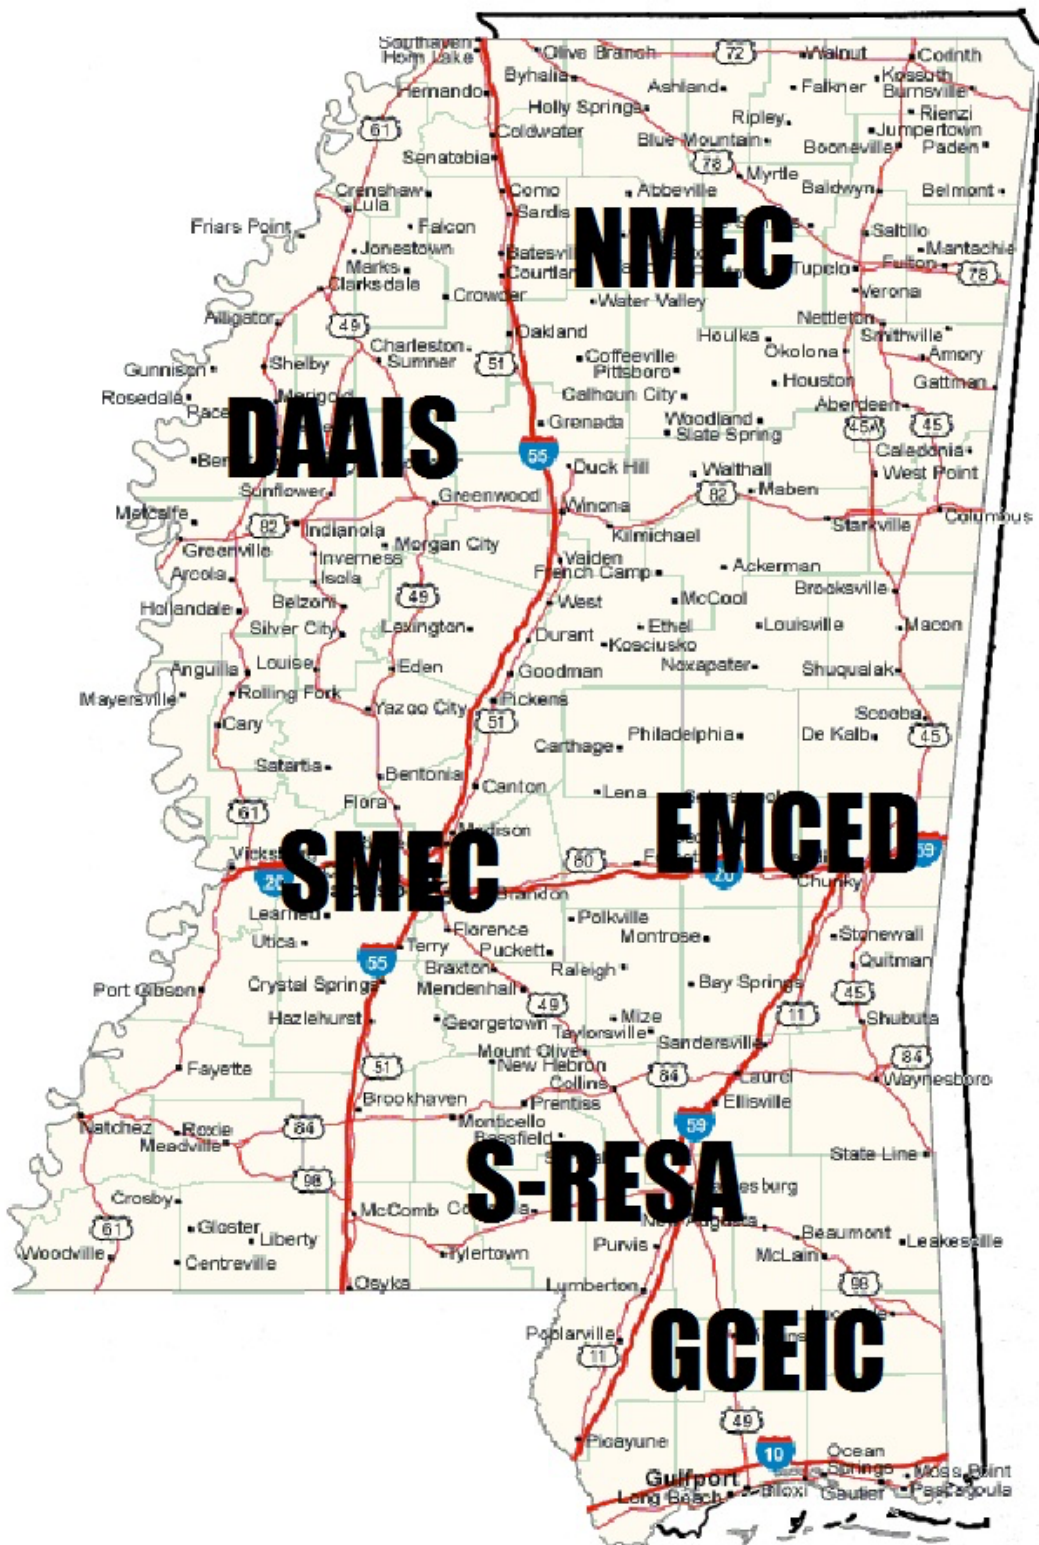 Southaven
Horn Lake
Olive Branch
72
Walnut
Corinth
Byhalia
Ashland
Falkner
Kossuth
Burnsville
Hernando
Holly Springs
Ripley
Rienzi
61
Coldwater
Blue Mountain
Jumpertown
Booneville
Paden
Senatobia
78
Myrtle
Crenshaw
Como
Abbeville
Baldwyn
Belmont
Lula
Sardis
Friars Point
Falcon
NMEC
Saltillo
Jonestown
Mantachie
Marks
Tupelo
Fulton
78
Clarksdale
Crowder
Water Valley
Verona
Alligator
49
Oakland
Houlka
Nettleton
Smithville
Charleston
Sumner
51
Coffeeville
Okolona
Amory
Gunnison
Shelby
Pittsboro
Houston
Gattman
Rosedale
Merigold
Calhoun City
Aberdeen
DAAIS
Grenada
Woodland
Slate Spring
45A
45
55
Caledonia
Duck Hill
Walthall
West Point
Sunflower
Greenwood
82
Maben
Metcalfe
82
Indianola
Winona
Starkville
Columbus
Greenville
Morgan City
Kilmichael
Inverness
Vaiden
Arcola
Isola
French Camp
Ackerman
Hollandale
Belzoni
49
West
McCool
Brooksville
Silver City
Lexington
Durant
Ethel
Louisville
Macon
Kosciusko
Anguilla
Louise
Eden
Goodman
Noxapater
Shuqualak
Mayersville
Rolling Fork
Yazoo City
Pickens
51
Cary
Carthage
Philadelphia
De Kalb
Scooba
45
Satartia
Bentonia
Canton
Lena
61
Flora
Madison
EMCED
SMEC
80
59
20
20
Chunky
Brandon
Learned
Florence
Polkville
Utica
Terry
Puckett
Montrose
Stonewall
55
Braxton
Raleigh
Quitman
Port Gibson
Crystal Springs
Mendenhall
Bay Springs
49
45
Hazlehurst
Georgetown
Mize
11
Shubuta
Taylorsville
Sandersville
Mount Olive
Fayette
51
New Hebron
84
84
Collins
Laurel
Waynesboro
Brookhaven
Prentiss
Ellisville
Natchez
Roxie
84
Monticello
59
Meadville
Bassfield
State Line
98
S-RESA
Crosby
McComb
61
Gloster
New Augusta
Beaumont
Woodville
Liberty
Tylertown
Purvis
McLain
Leakesville
Centreville
Osyka
Lumberton
98
Poplarville
GCEIC
11
49
Picayune
10
Ocean
Springs
Moss Point
Gulfport
Long Beach
Biloxi
Gautier
Pascagoula